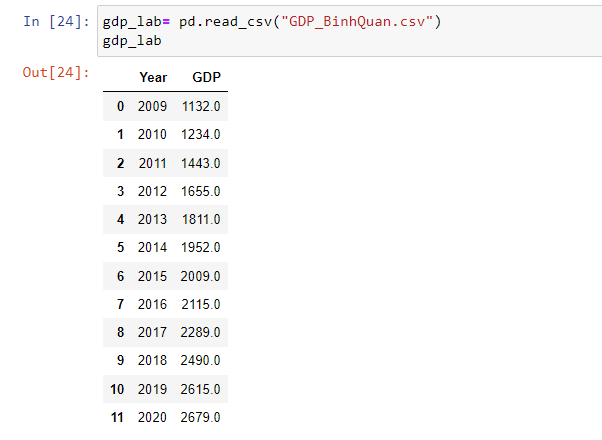 In [24]: gdp_lab= pd.read_csv("GDP_BinhQuan.csv")
gdp_lab
Out[24]:
Year GDP
0 2009 1132.0
1 2010 1234.0
2 2011 1443.0
3 2012 1655.0
4 2013 1811.0
5 2014 1952.0
6 2015 2009.0
7 2016 2115.0
8 2017 2289.0
9 2018 2490.0
10 2019 2615.0
11 2020 2679.0